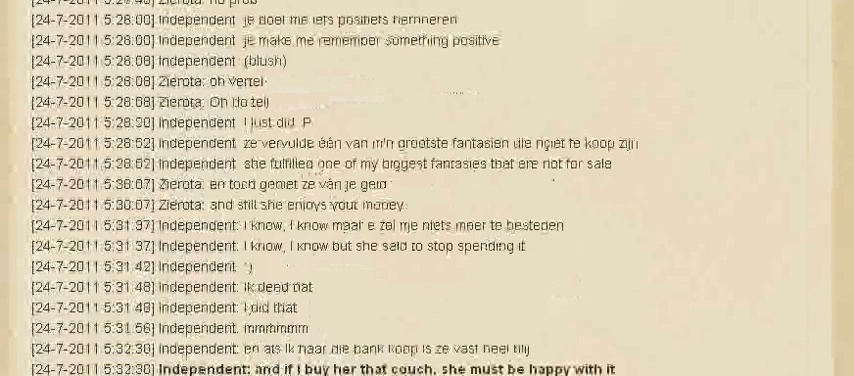 [24-7-2011 5:28:00] Independent je doet me iets positiefs herinneren
[24-7-2011 5:28:00] Independent je make me remember something positive
[24-7-2011 5:28:08] Independent (blush)
[24-7-2011 5:28:08] Zierota: oh vertel
[24-7-2011 5:28:08] Zierota: Oh do tell
[24-7-2011 5:28:90] Independent I just did :P
[24-7-2011 5:28:52] Independent ze vervulde één van m'n grootste fantasien die niet te koop zijn
[24-7-2011 5:28:52] Independent she fulfilled one of my biggest fantasies that are not for sale
Zierota: en toch geniet ze van je geld
[24-7-2011 5:30:07] Zierota: and still she enjoys your money
[24-7-2011 5:31:37] Independent: I know, I know maar e zei me niets meer te besteden
[24-7-2011 5:31:37] Independent: I know, I know but she said to stop spending it
[24-7-2011 5:31:42] Independent :)
[24-7-2011 5:31:48] Independent: ik deed dat
[24-7-2011 5:31:48] Independent: I did that
[24-7-2011 5:31:56] Independent: mmmhmmm
[24-7-2011 5:32:30] Independent: en als ik haar die bank koop is ze vast heel blij
[24-7-2011 5:32:30] Independent: and if I buy her that couch, she must be happy with it